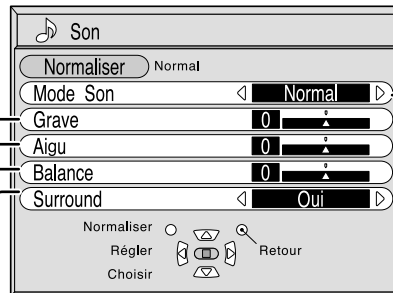 Son
Normaliser Normal
Mode Son Normal
Grave 0
Aigu 0
Balance 0
Surround Oui
Normaliser
Régler Retour
Choisir